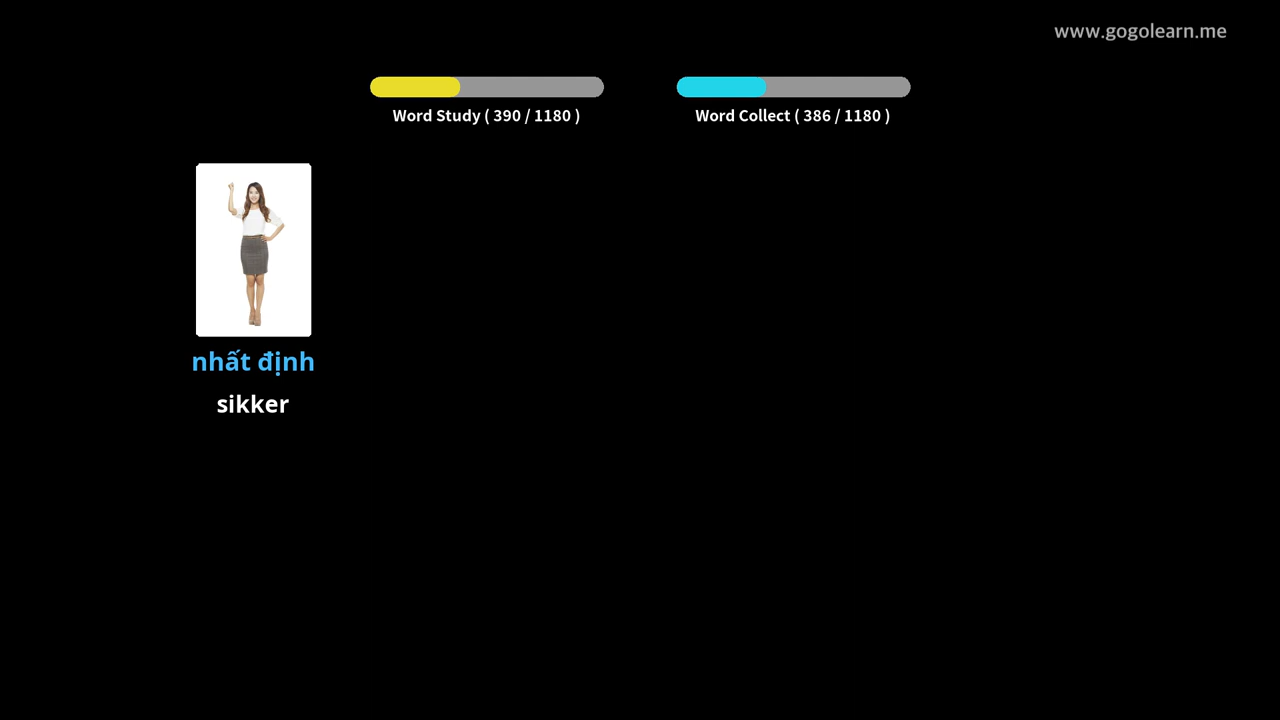 www.gogolearn.me
Word Study ( 390 / 1180 )
Word Collect ( 386 / 1180 )
nhất định
sikker